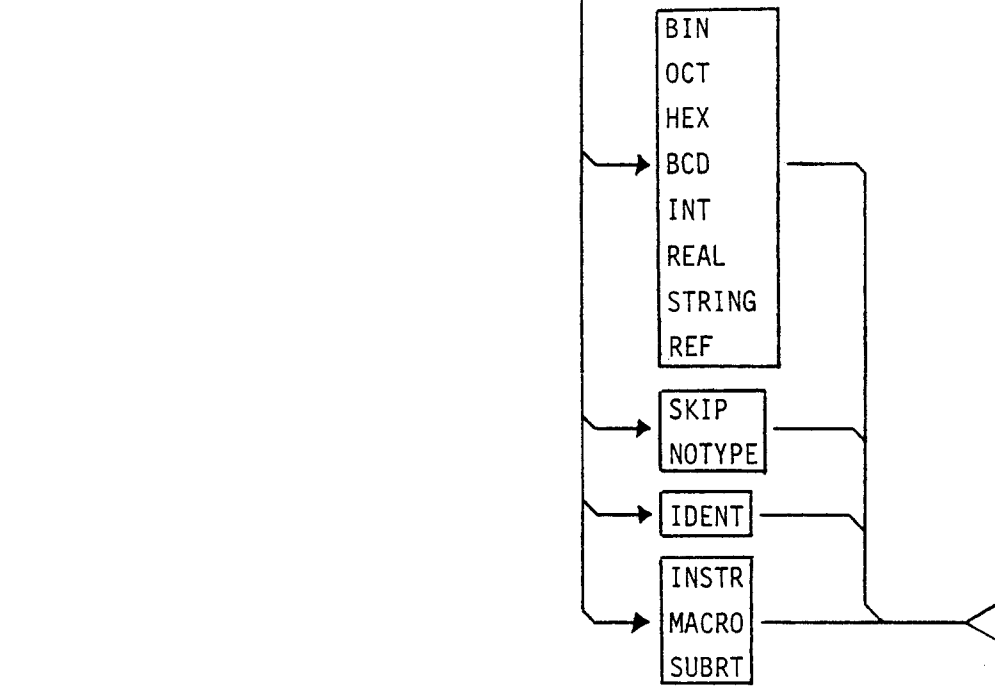 BIN
OCT
HEX
BCD
INT
REAL
STRING
REF
SKIP
NOTYPE
IDENT
INSTR
MACRO
SUBRT